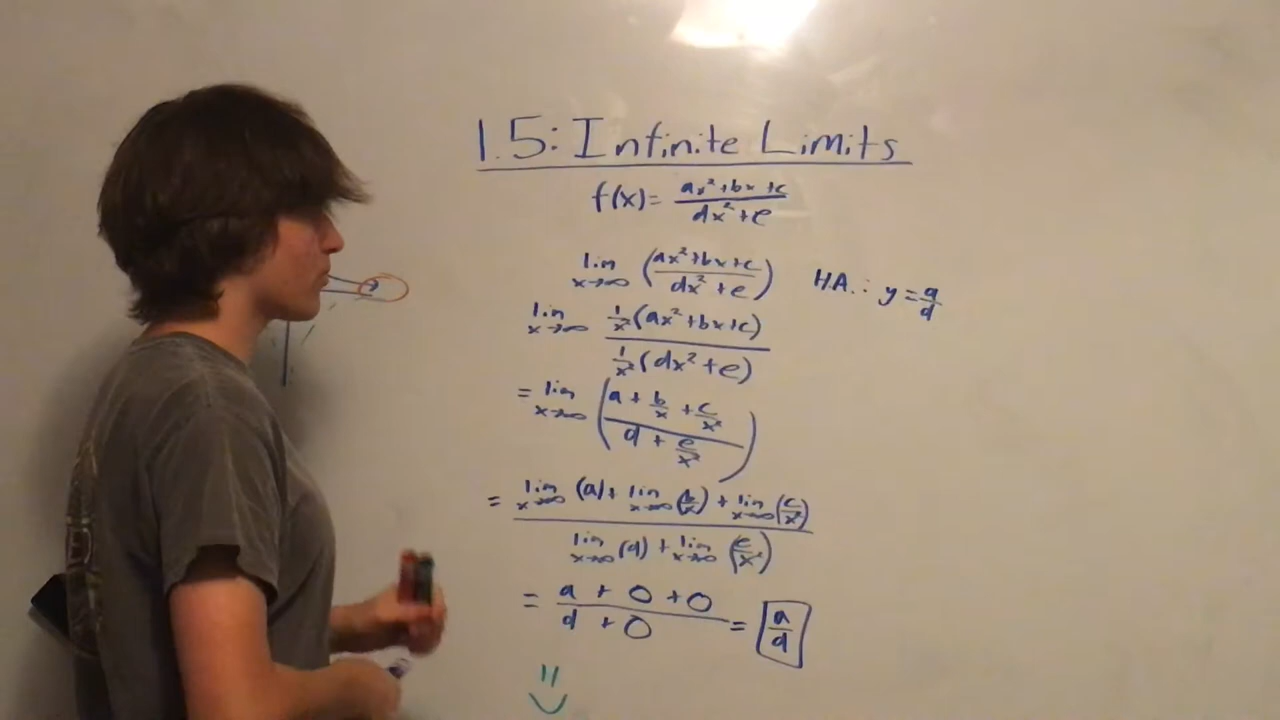 1.5: Infinite Limits
f(x) = (ax²+bx+c)/(dx²+e)
lim x→∞ ((ax²+bx+c)/(dx²+e)) H.A.: y = a/d
lim x→∞ (1/x²(ax²+bx+c))/(1/x²(dx²+e))
= lim x→∞ ((a + b/x + c/x²)/(d + e/x²))
= (lim x→∞ (a) + lim x→∞ (b/x) + lim x→∞ (c/x²))/(lim x→∞ (d) + lim x→∞ (e/x²))
= (a + 0 + 0)/(d + 0) = a/d